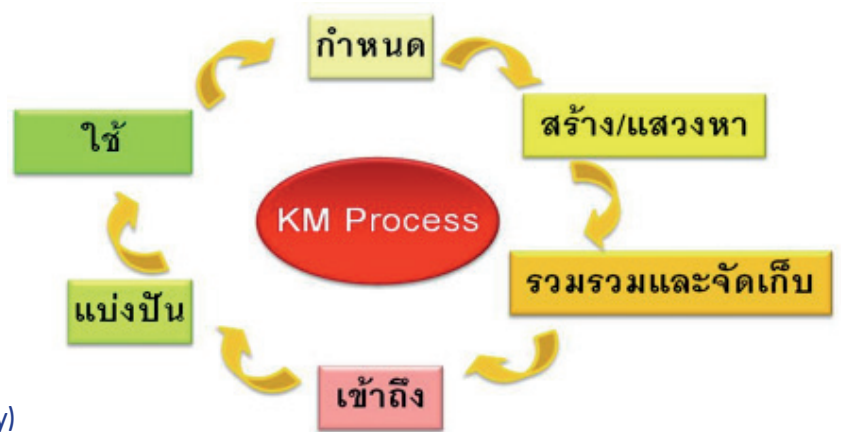 กำหนด
สร้าง/แสวงหา
รวมรวมและจัดเก็บ
เข้าถึง
แบ่งปัน
ใช้
KM Process
y)